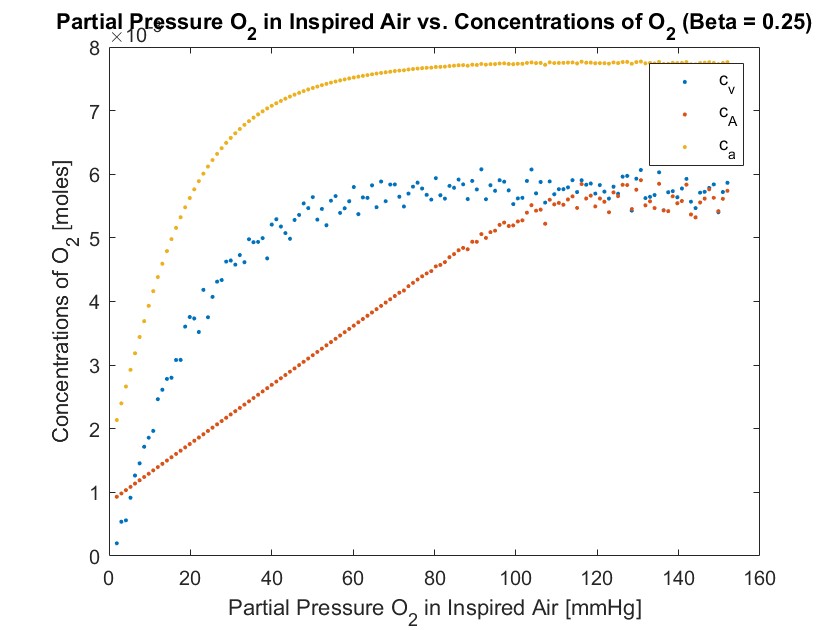 Partial Pressure O₂ in Inspired Air vs. Concentrations of O₂ (Beta = 0.25)
8
7
6
5
4
3
2
1
0
Concentrations of O₂ [moles]
cᵥ
c_A
cₐ
0 20 40 60 80 100 120 140 160
Partial Pressure O₂ in Inspired Air [mmHg]